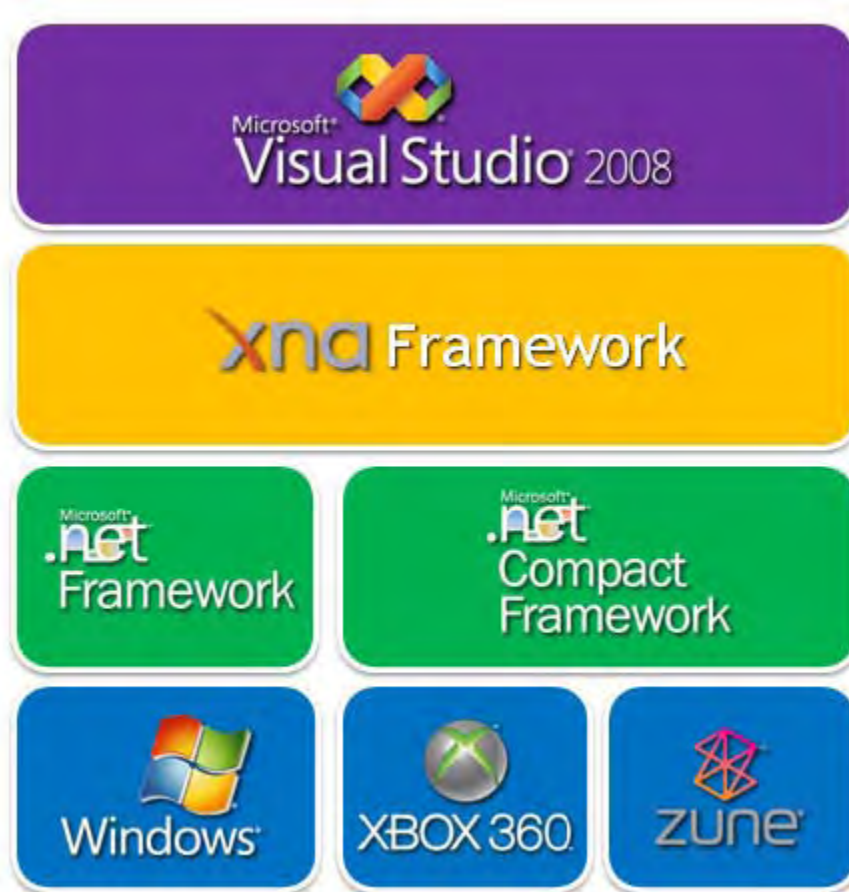 Microsoft®
Visual Studio® 2008
xna Framework
Microsoft®
.net
Framework
Microsoft®
.net
Compact
Framework
Windows®
XBOX 360
zune